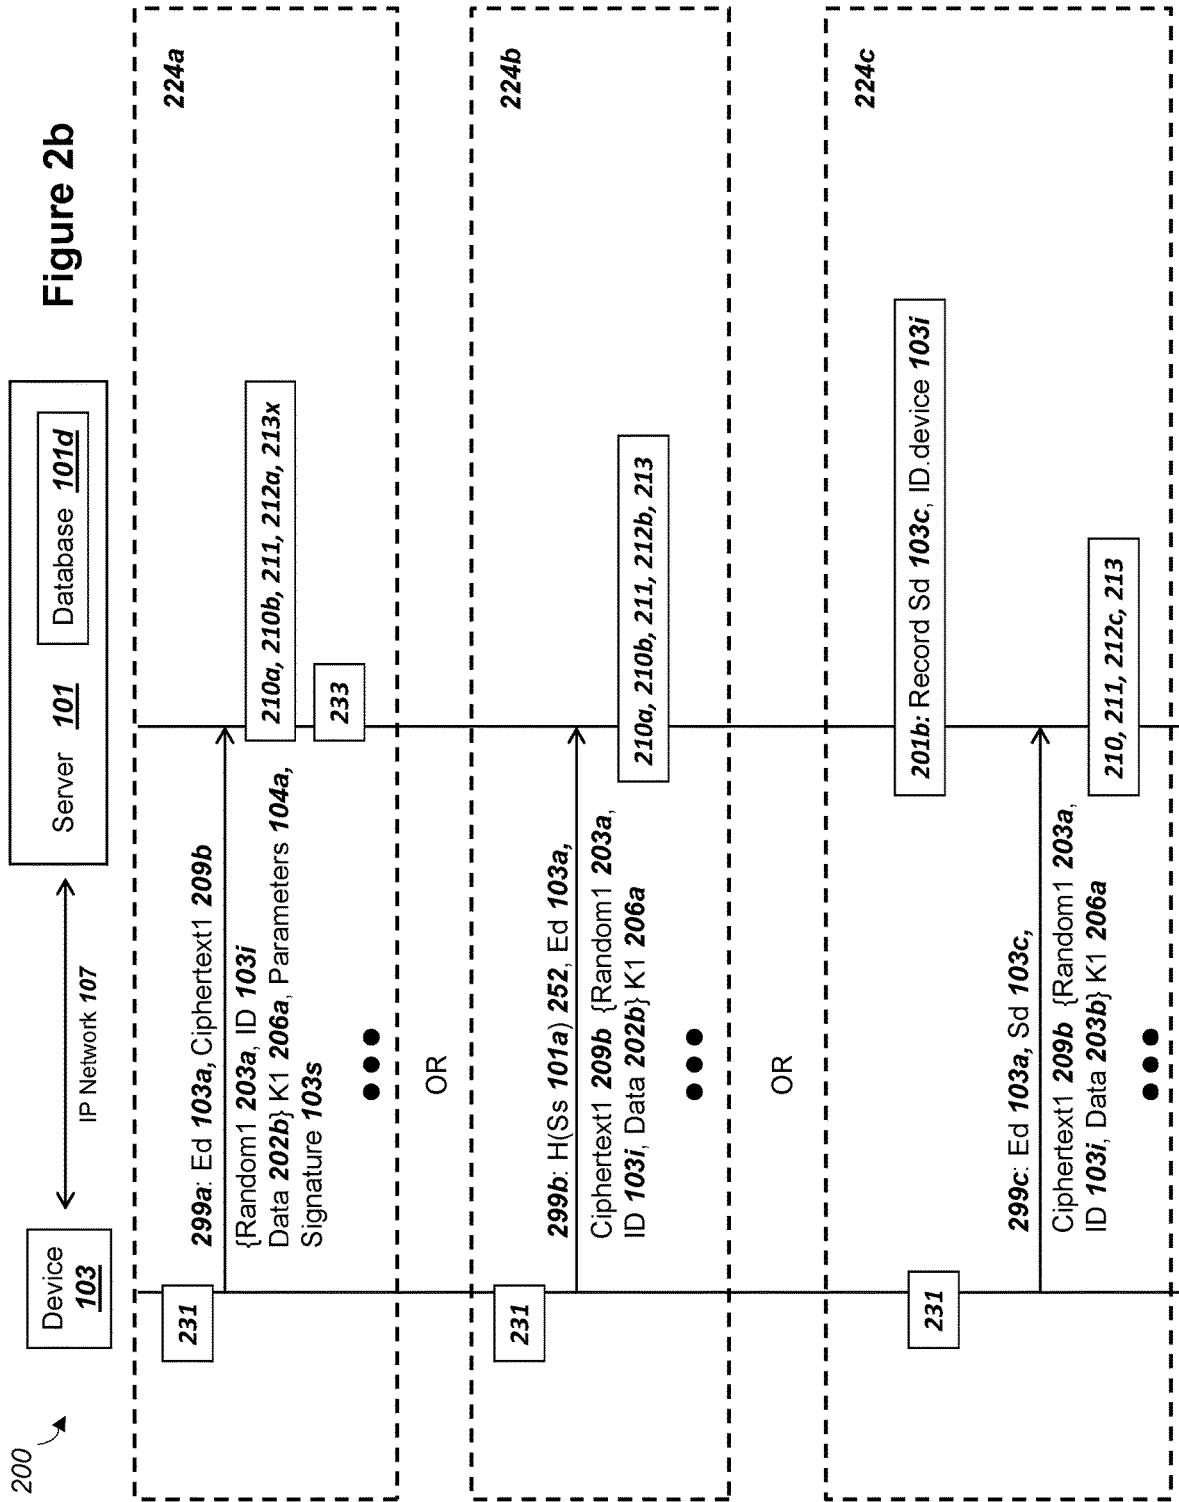 200
Figure 2b
Device
103
IP Network 107
Server 101
Database 101d
224a
231
299a: Ed 103a, Ciphertext1 209b
{Random1 203a, ID 103i
Data 202b} K1 206a, Parameters 104a,
Signature 103s
210a, 210b, 211, 212a, 213x
233
OR
224b
231
299b: H(Ss 101a) 252, Ed 103a,
Ciphertext1 209b {Random1 203a,
ID 103i, Data 202b} K1 206a
210a, 210b, 211, 212b, 213
OR
224c
201b: Record Sd 103c, ID.device 103i
231
299c: Ed 103a, Sd 103c,
Ciphertext1 209b {Random1 203a,
ID 103i, Data 203b} K1 206a
210, 211, 212c, 213